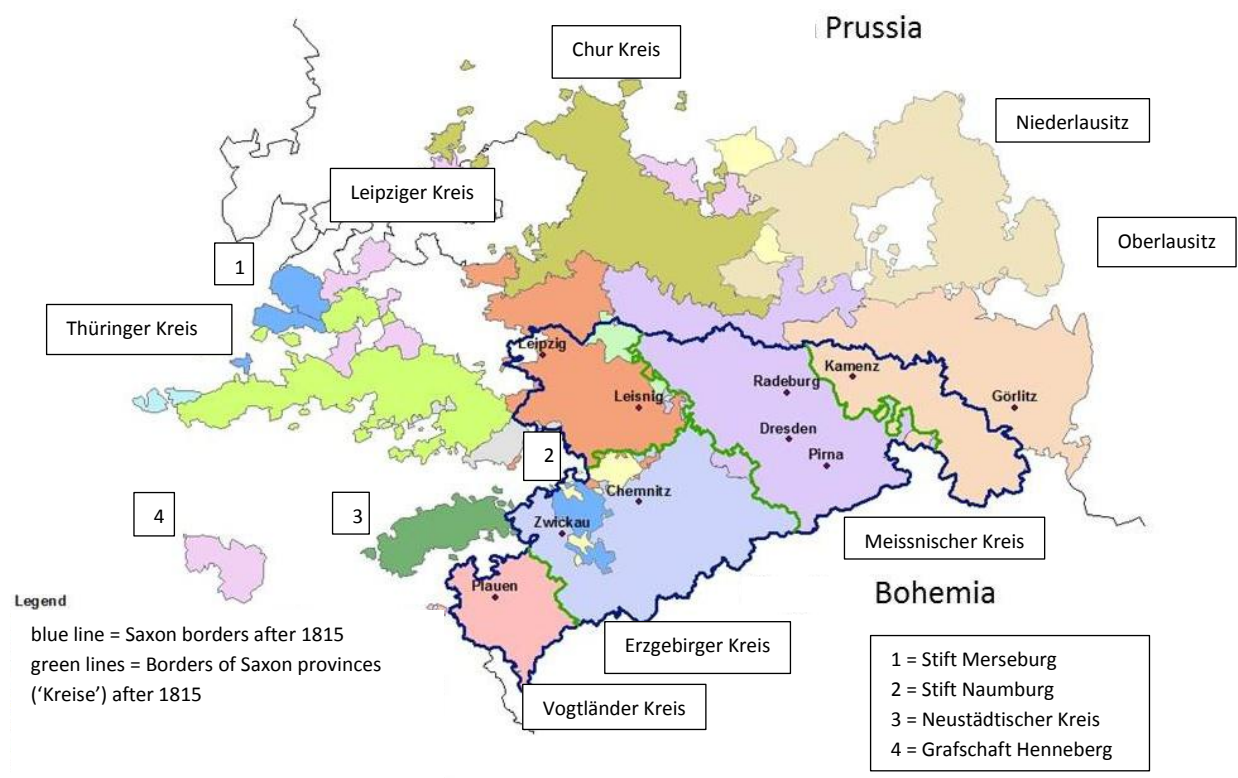 Prussia
Chur Kreis
Niederlausitz
Leipziger Kreis
Oberlausitz
1
Thüringer Kreis
Leipzig
Kamenz
Radeburg
Leisnig
Görlitz
Dresden
2
Pirna
Chemnitz
4
3
Zwickau
Meissnischer Kreis
Plauen
Bohemia
Legend
blue line = Saxon borders after 1815
green lines = Borders of Saxon provinces
(‘Kreise’) after 1815
Erzgebirger Kreis
Vogtländer Kreis
1 = Stift Merseburg
2 = Stift Naumburg
3 = Neustädtischer Kreis
4 = Grafschaft Henneberg